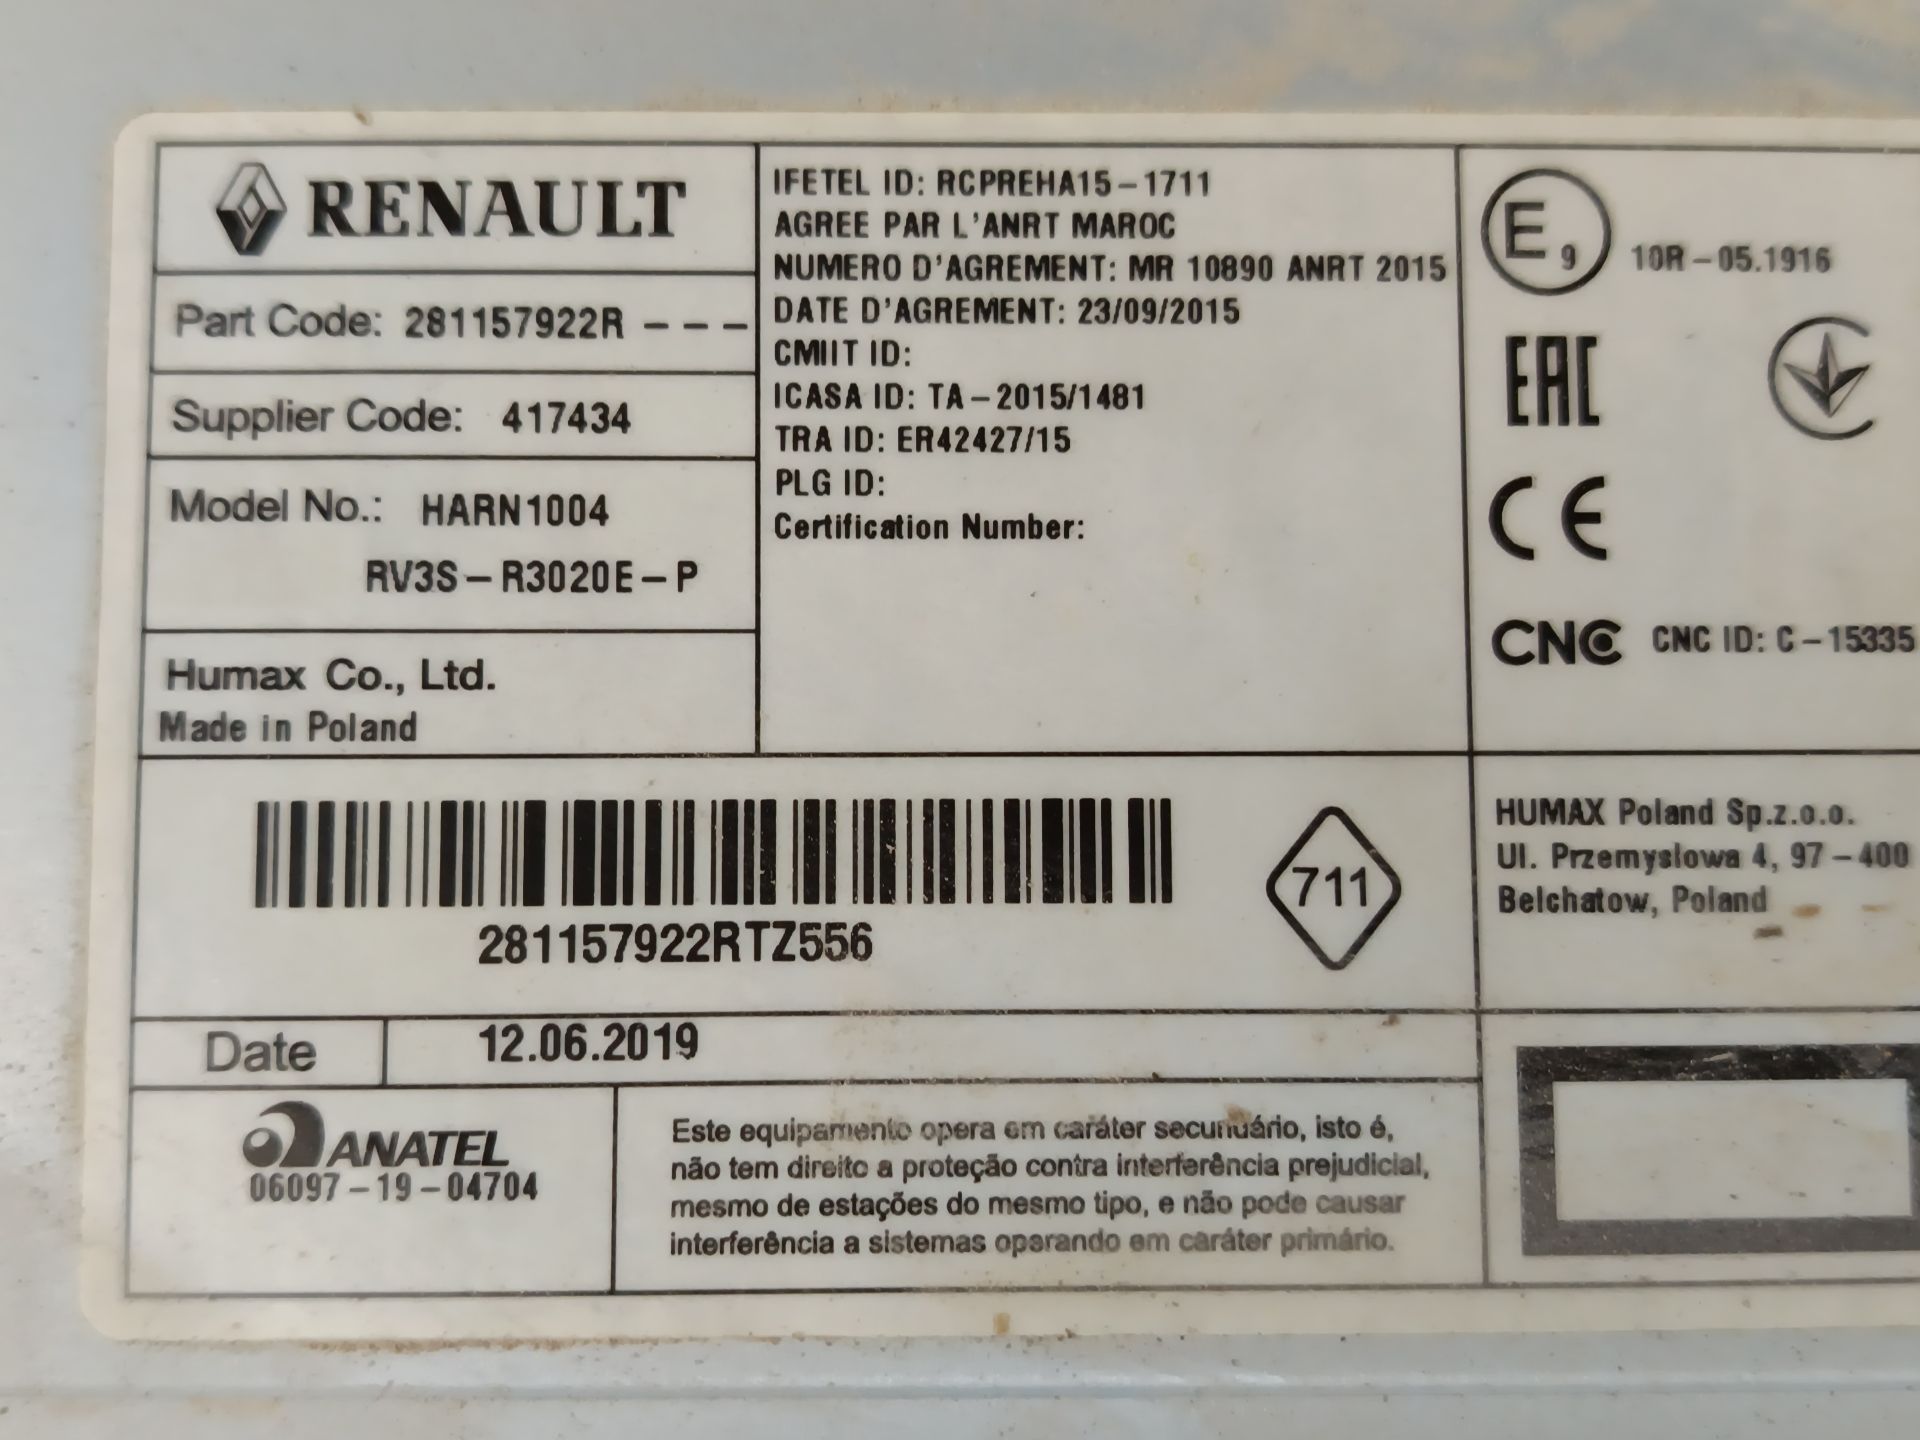 RENAULT
Part Code: 281157922R - - -
Supplier Code: 417434
Model No.: HARN1004
RV3S-R3020E-P
Humax Co., Ltd.
Made in Poland
IFETEL ID: RCPREHA15-1711
AGREE PAR L'ANRT MAROC
NUMERO D'AGREMENT: MR 10890 ANRT 2015
DATE D'AGREMENT: 23/09/2015
CMIIT ID:
ICASA ID: TA-2015/1481
TRA ID: ER42427/15
PLG ID:
Certification Number:
E9 10R-05.1916
EAC
CE
CNC CNC ID: C-15335
281157922RTZ556
711
HUMAX Poland Sp.z.o.o.
Ul. Przemyslowa 4, 97-400
Belchatow, Poland
Date 12.06.2019
ANATEL
06097-19-04704
Este equipamento opera em caráter secundário, isto é,
não tem direito a proteção contra interferência prejudicial,
mesmo de estações do mesmo tipo, e não pode causar
interferência a sistemas operando em caráter primário.